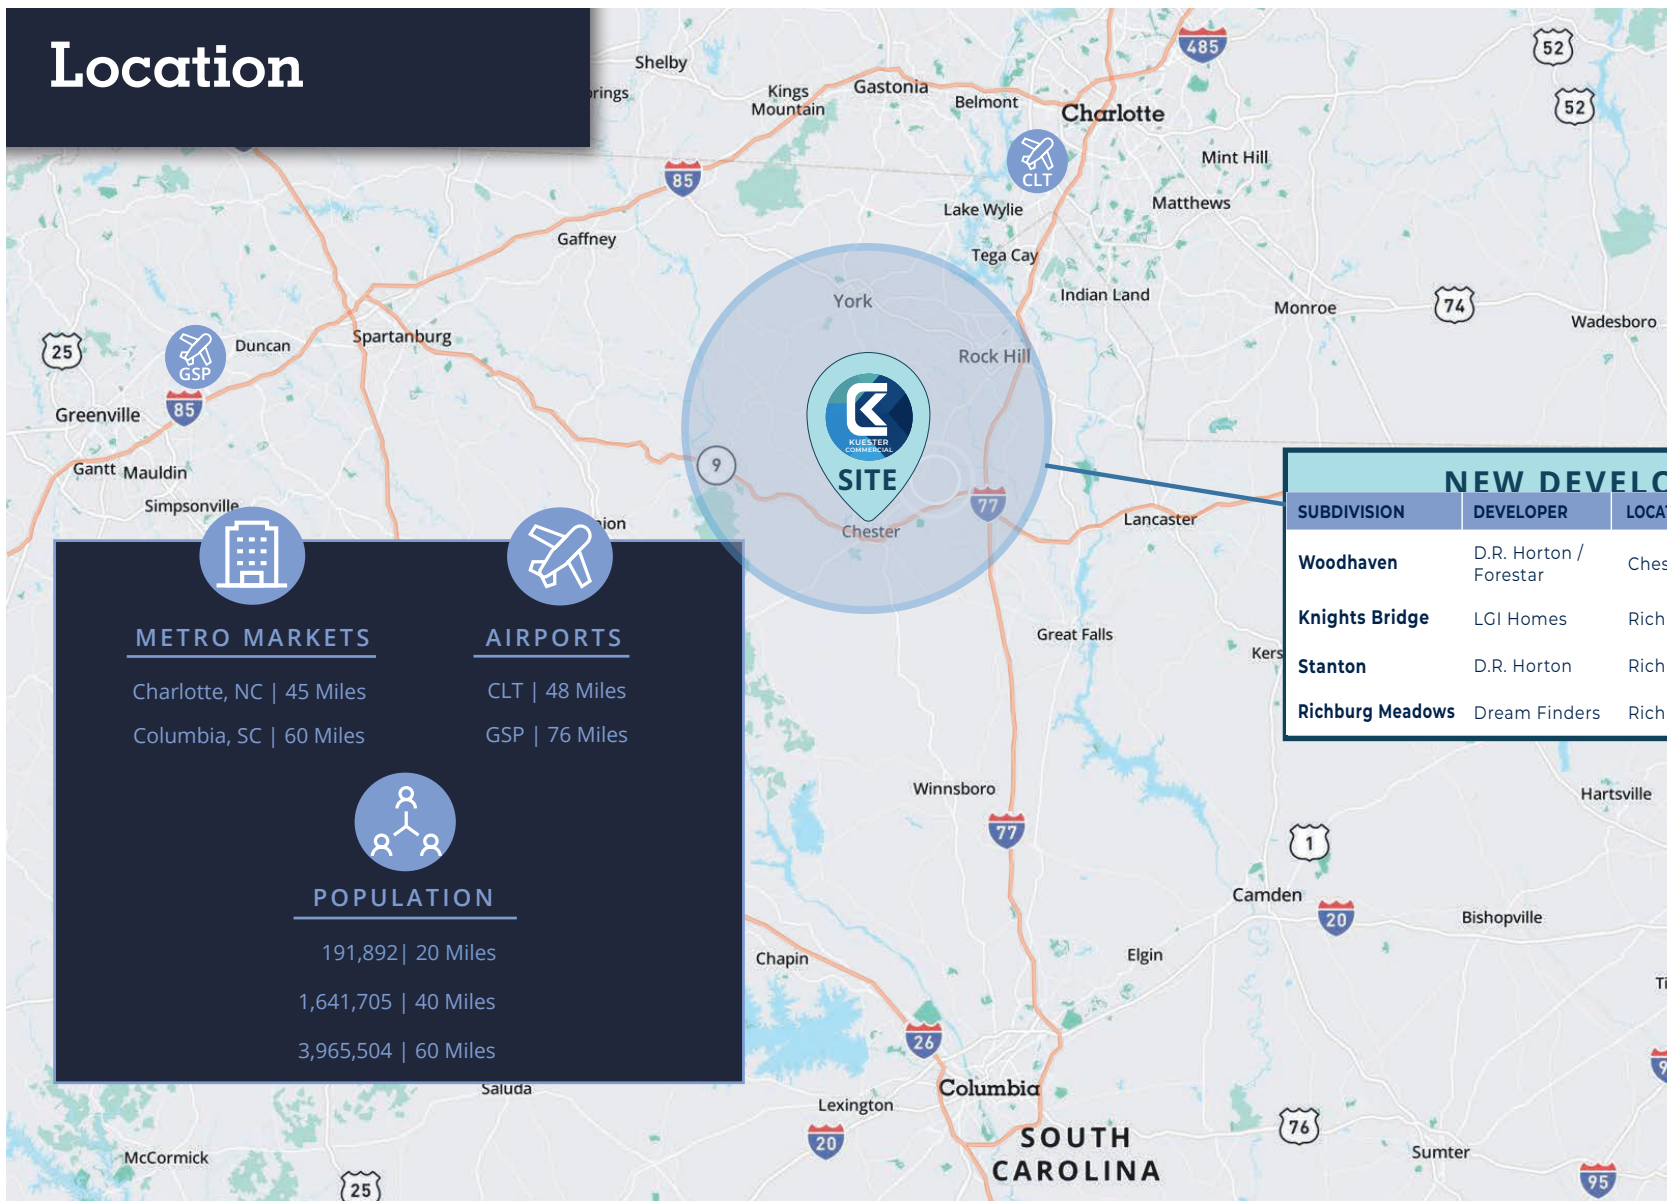 Location
Shelby
Kings
Mountain
Gastonia
Belmont
Charlotte
485
52
52
85
CLT
Mint Hill
Matthews
Lake Wylie
Gaffney
Tega Cay
York
Indian Land
Monroe
74
Wadesboro
25
GSP
Duncan
Spartanburg
Rock Hill
Greenville
85
KUESTER
COMMERCIAL
SITE
9
77
Gantt
Mauldin
Simpsonville
Chester
Lancaster
NEW DEVELO
SUBDIVISION DEVELOPER LOCAT
Woodhaven D.R. Horton / Forestar Ches
Knights Bridge LGI Homes Rich
Stanton D.R. Horton Rich
Richburg Meadows Dream Finders Rich
Great Falls
Kers
METRO MARKETS
Charlotte, NC | 45 Miles
Columbia, SC | 60 Miles
AIRPORTS
CLT | 48 Miles
GSP | 76 Miles
POPULATION
191,892| 20 Miles
1,641,705 | 40 Miles
3,965,504 | 60 Miles
Winnsboro
77
Hartsville
1
Camden
20
Bishopville
Chapin
Elgin
26
Columbia
Saluda
Lexington
20
SOUTH
CAROLINA
76
Sumter
McCormick
25
95